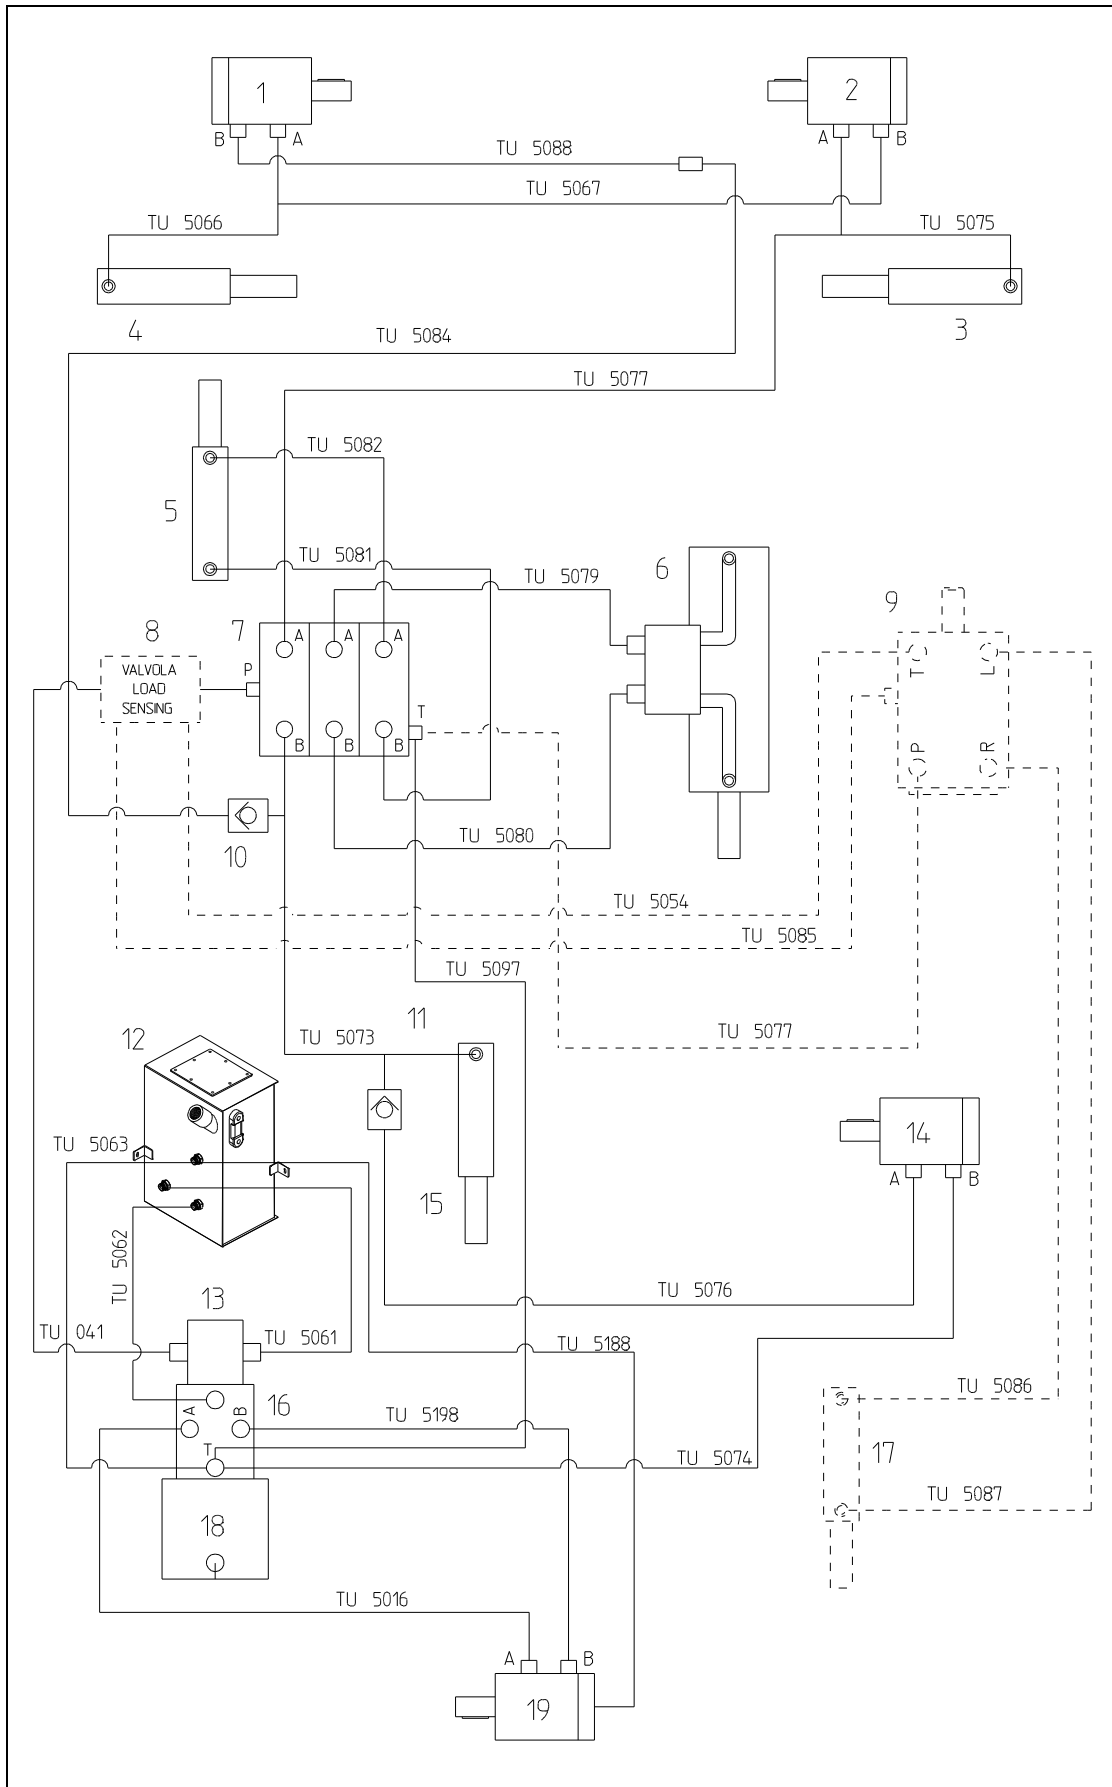 1
2
B
A
A
B
TU 5088
TU 5067
TU 5066
TU 5075
4
3
TU 5084
TU 5077
TU 5082
5
TU 5081
TU 5079
6
9
8
7
A
A
A
VALVOLA
LOAD
SENSING
P
T
L
T
B
B
B
P
R
TU 5080
10
TU 5054
TU 5085
TU 5097
11
TU 5077
12
TU 5073
TU 5063
14
A
B
15
TU 5062
TU 5076
13
TU 041
TU 5061
TU 5188
TU 5086
A
B
16
TU 5198
T
TU 5074
17
TU 5087
18
TU 5016
A
B
19